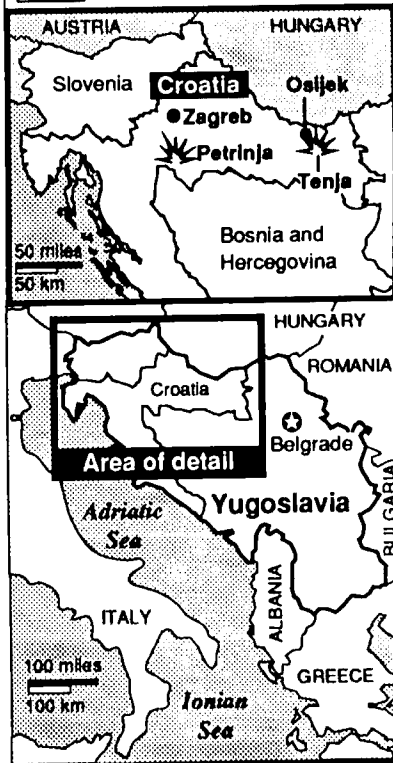 AUSTRIA
HUNGARY
Slovenia
Croatia
Osijek
Zagreb
Petrinja
Tenja
Bosnia and
Hercegovina
50 miles
50 km
HUNGARY
ROMANIA
Croatia
Belgrade
Area of detail
Yugoslavia
BULGARIA
Adriatic
Sea
ALBANIA
ITALY
GREECE
100 miles
100 km
Ionian
Sea